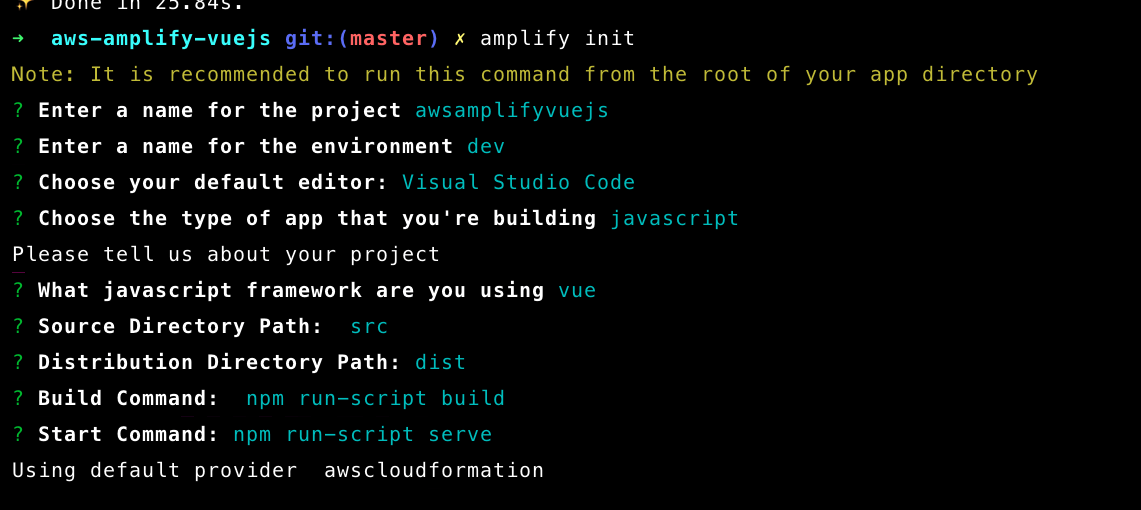 ✨ Done in 25.84s.
→ aws-amplify-vuejs git:(master) ✗ amplify init
Note: It is recommended to run this command from the root of your app directory
? Enter a name for the project awsamplifyvuejs
? Enter a name for the environment dev
? Choose your default editor: Visual Studio Code
? Choose the type of app that you're building javascript
Please tell us about your project
? What javascript framework are you using vue
? Source Directory Path:  src
? Distribution Directory Path: dist
? Build Command:  npm run-script build
? Start Command: npm run-script serve
Using default provider  awscloudformation